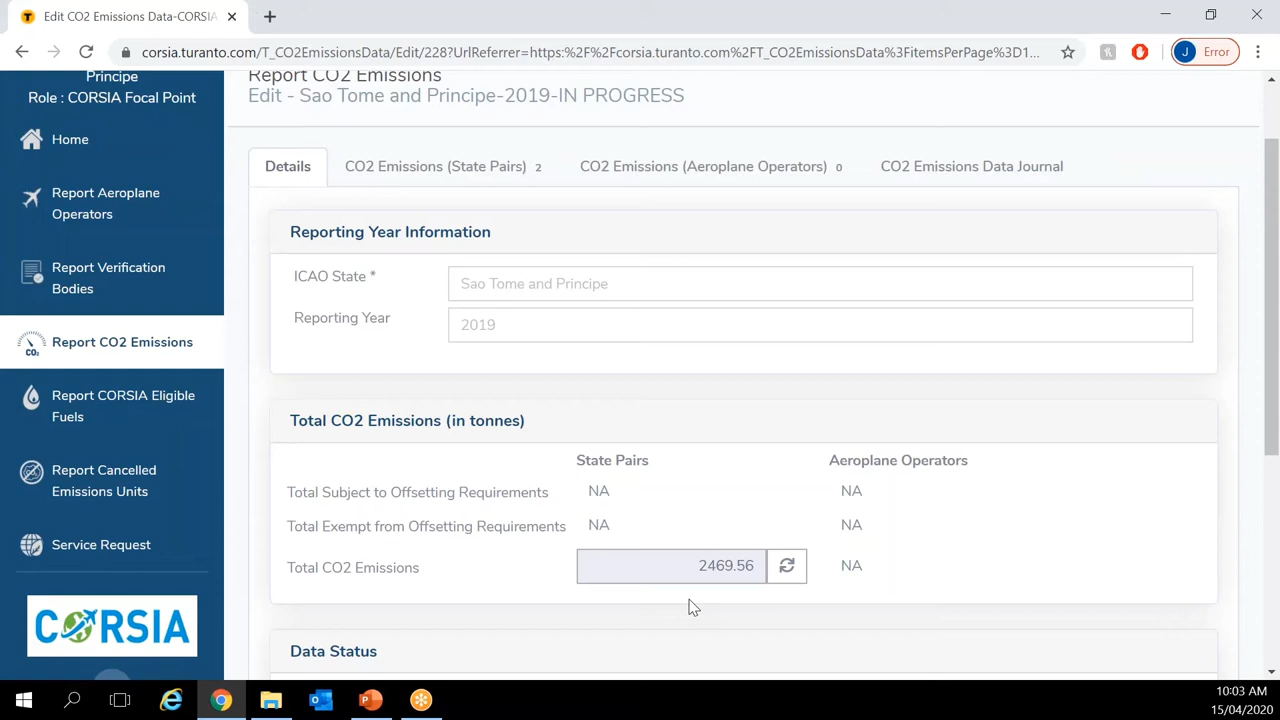 Edit CO2 Emissions Data-CORSIA
corsia.turanto.com/T_CO2EmissionsData/Edit/228?UrlReferrer=https:%2F%2Fcorsia.turanto.com%2FT_CO2EmissionsData%3FitemsPerPage%3D1...
J Error
Principe
Role : CORSIA Focal Point
Home
Report Aeroplane
Operators
Report Verification
Bodies
CO2
Report CO2 Emissions
Report CORSIA Eligible
Fuels
Report Cancelled
Emissions Units
Service Request
CORSIA
Report CO2 Emissions
Edit - Sao Tome and Principe-2019-IN PROGRESS
Details CO2 Emissions (State Pairs) 2 CO2 Emissions (Aeroplane Operators) 0 CO2 Emissions Data Journal
Reporting Year Information
ICAO State * Sao Tome and Principe
Reporting Year 2019
Total CO2 Emissions (in tonnes)
State Pairs Aeroplane Operators
Total Subject to Offsetting Requirements NA NA
Total Exempt from Offsetting Requirements NA NA
Total CO2 Emissions 2469.56 NA
Data Status
10:03 AM
15/04/2020